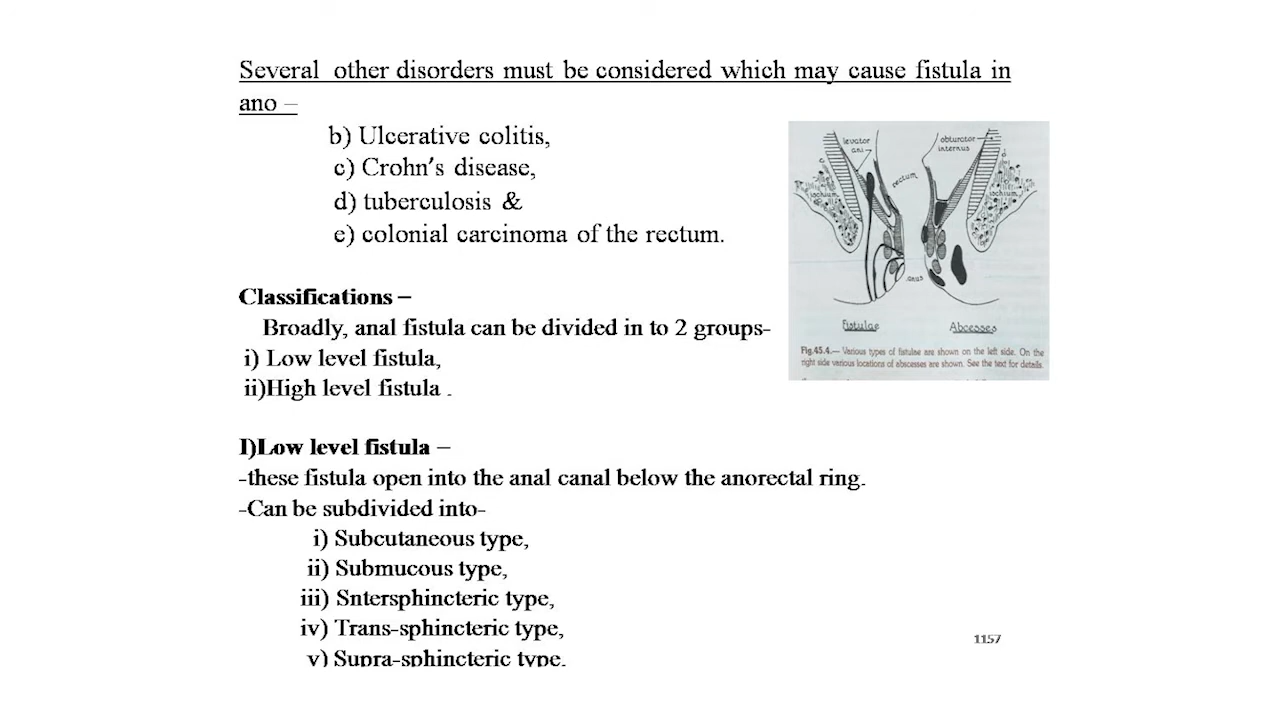 Several other disorders must be considered which may cause fistula in
ano –
b) Ulcerative colitis,
c) Crohn's disease,
d) tuberculosis &
e) colonial carcinoma of the rectum.
levator
ani
obturator
internus
rectum
ischium
ischium
anus
Fistulae
Abcesses
Fig.45.4.— Various types of fistulae are shown on the left side. On the
right side various locations of abscesses are shown. See the text for details.
Classifications –
Broadly, anal fistula can be divided in to 2 groups-
i) Low level fistula,
ii)High level fistula .
I)Low level fistula –
-these fistula open into the anal canal below the anorectal ring.
-Can be subdivided into-
i) Subcutaneous type,
ii) Submucous type,
iii) Sntersphincteric type,
iv) Trans-sphincteric type,
v) Supra-sphincteric type.
1157